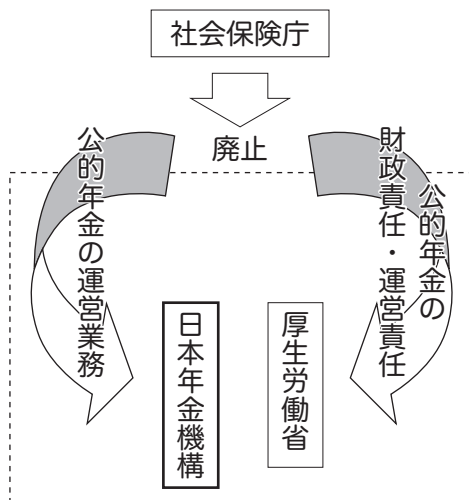 社会保険庁
廃止
公的年金の運営業務
公的年金の
財政責任・運営責任
日本年金機構
厚生労働省